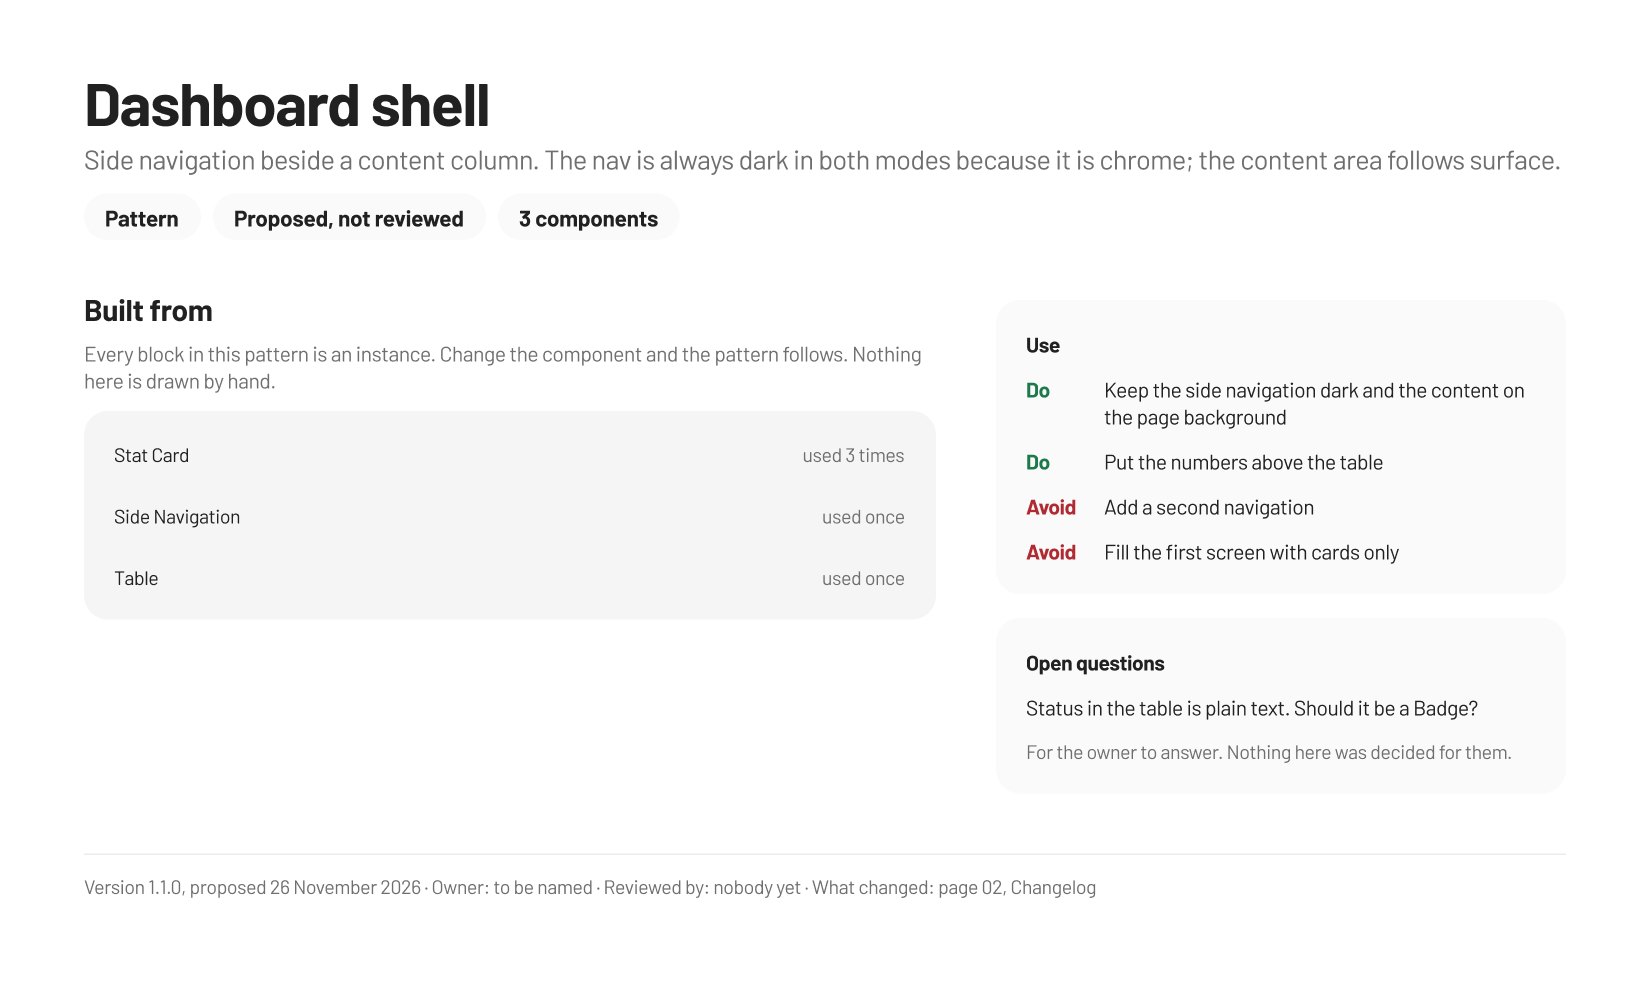 Dashboard shell
Side navigation beside a content column. The nav is always dark in both modes because it is chrome; the content area follows surface.
Pattern
Proposed, not reviewed
3 components
Built from
Every block in this pattern is an instance. Change the component and the pattern follows. Nothing
here is drawn by hand.
Stat Card
used 3 times
Side Navigation
used once
Table
used once
Use
Do
Keep the side navigation dark and the content on
the page background
Do
Put the numbers above the table
Avoid
Add a second navigation
Avoid
Fill the first screen with cards only
Open questions
Status in the table is plain text. Should it be a Badge?
For the owner to answer. Nothing here was decided for them.
Version 1.1.0, proposed 26 November 2026 · Owner: to be named · Reviewed by: nobody yet · What changed: page 02, Changelog